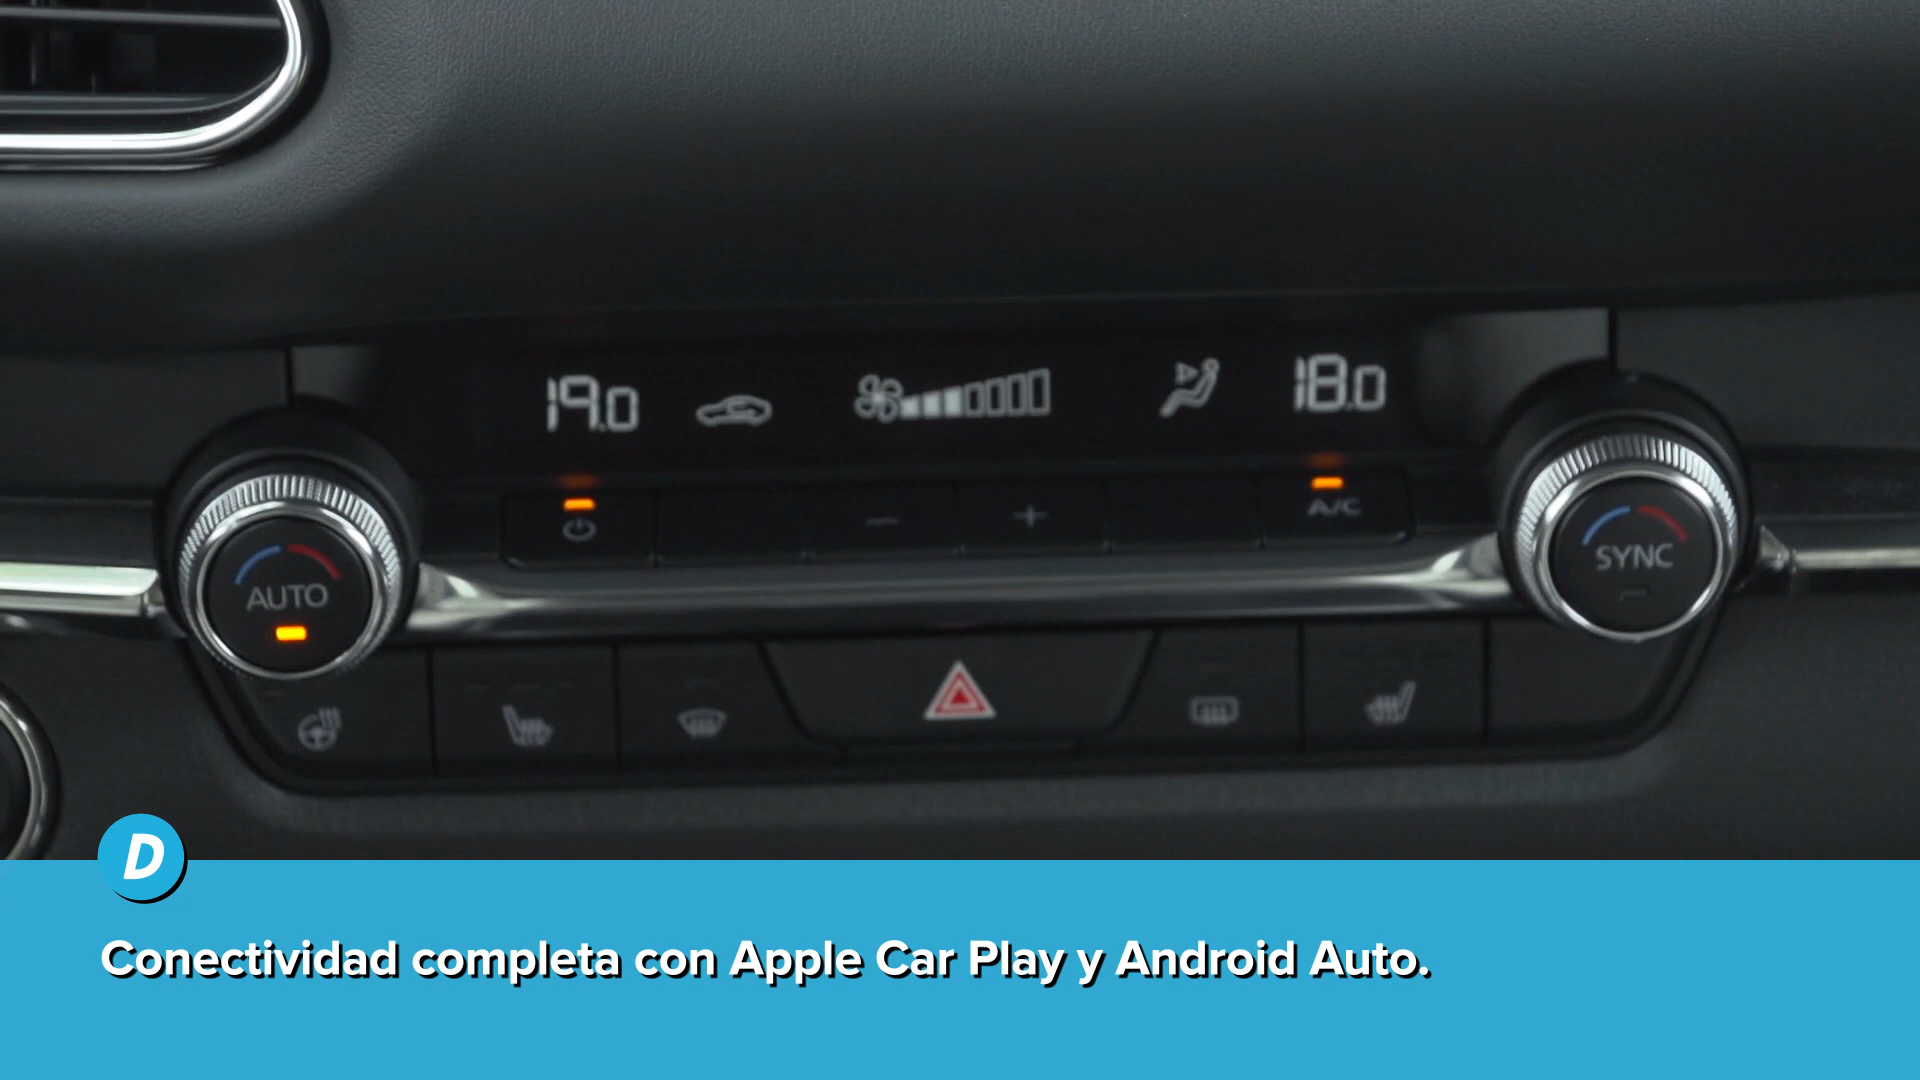 19.0
18.0
A/C
AUTO
SYNC
D
Conectividad completa con Apple Car Play y Android Auto.